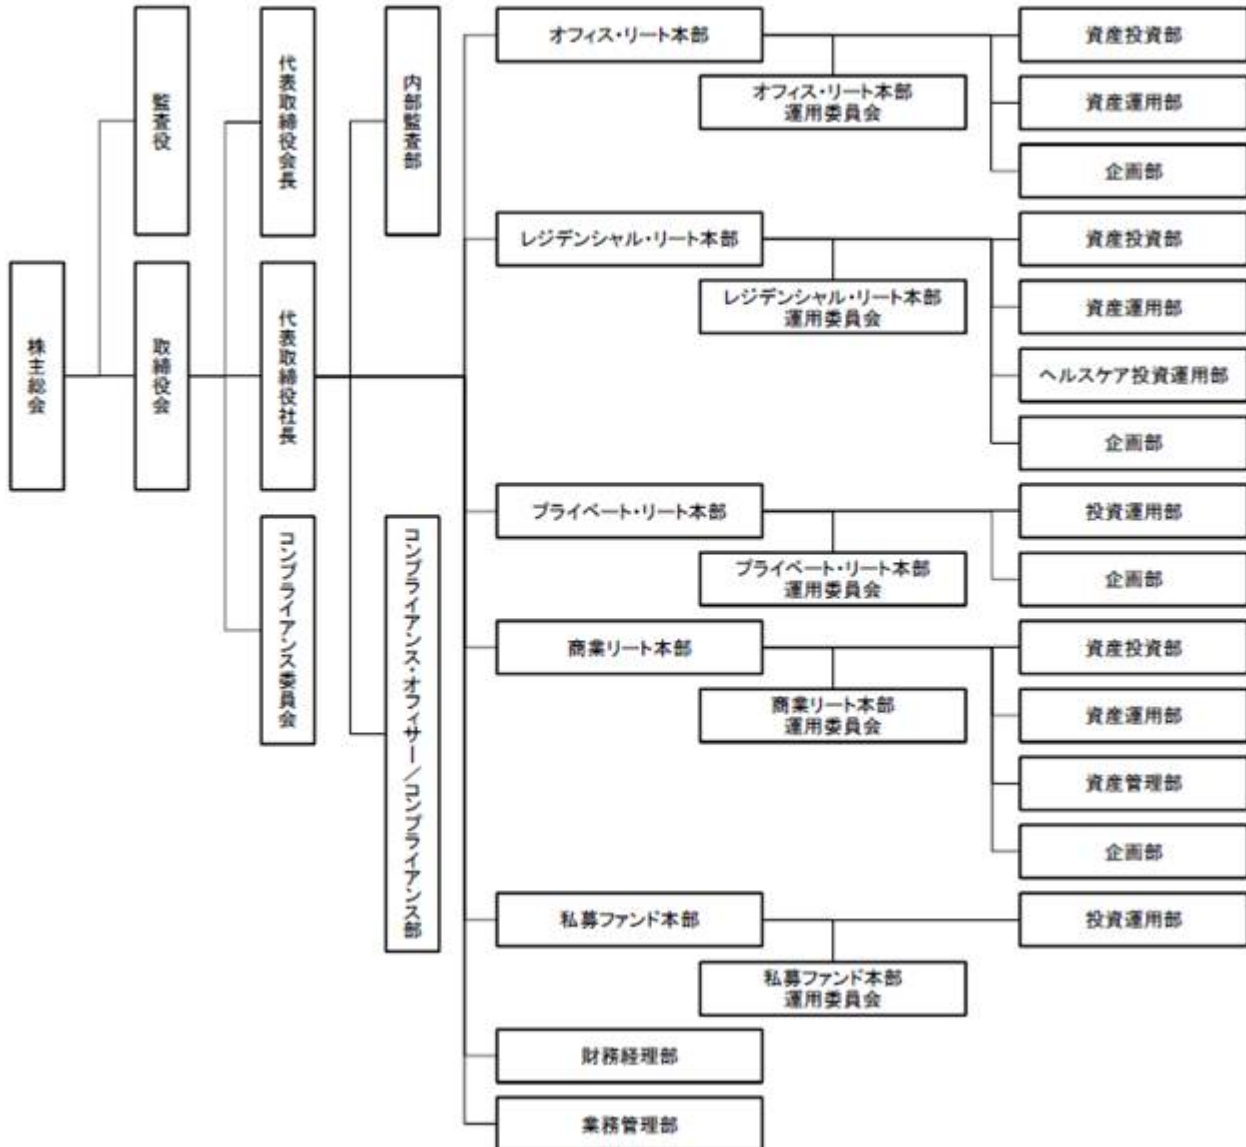 株主総会
監査役
取締役会
代表取締役会長
代表取締役社長
コンプライアンス委員会
内部監査部
コンプライアンス・オフィサー／コンプライアンス部
オフィス・リート本部
オフィス・リート本部
運用委員会
資産投資部
資産運用部
企画部
レジデンシャル・リート本部
レジデンシャル・リート本部
運用委員会
資産投資部
資産運用部
ヘルスケア投資運用部
企画部
プライベート・リート本部
プライベート・リート本部
運用委員会
投資運用部
企画部
商業リート本部
商業リート本部
運用委員会
資産投資部
資産運用部
資産管理部
企画部
私募ファンド本部
私募ファンド本部
運用委員会
投資運用部
財務経理部
業務管理部